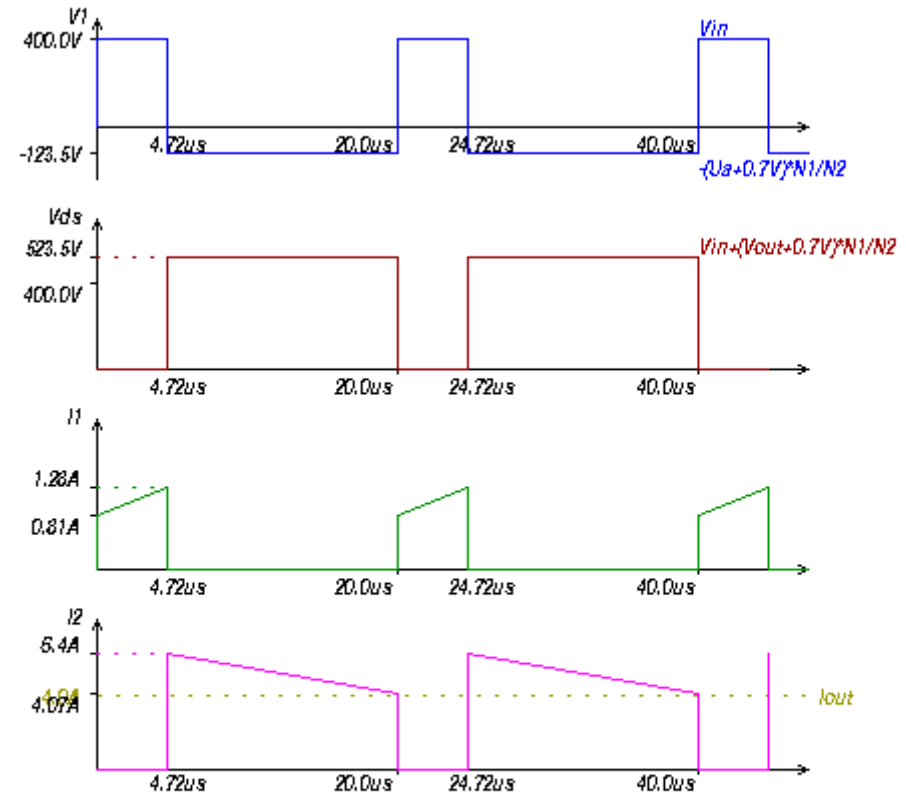 V1
400.0V
Vin
4.72us 20.0us 24.72us 40.0us
-123.5V
-(Ua+0.7V)*N1/N2
Vds
523.5V
Vin+(Vout+0.7V)*N1/N2
400.0V
4.72us 20.0us 24.72us 40.0us
I1
1.28A
0.81A
4.72us 20.0us 24.72us 40.0us
I2
6.4A
4.07A
Iout
4.72us 20.0us 24.72us 40.0us